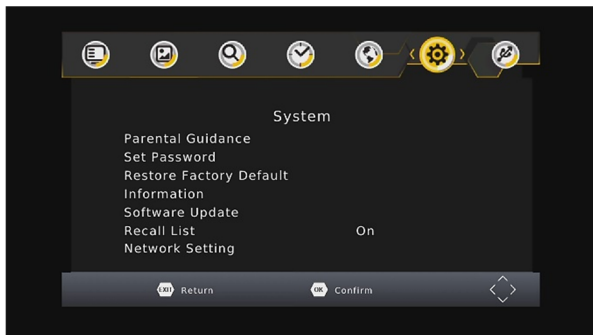 System
Parental Guidance
Set Password
Restore Factory Default
Information
Software Update
Recall List On
Network Setting
EXIT Return OK Confirm